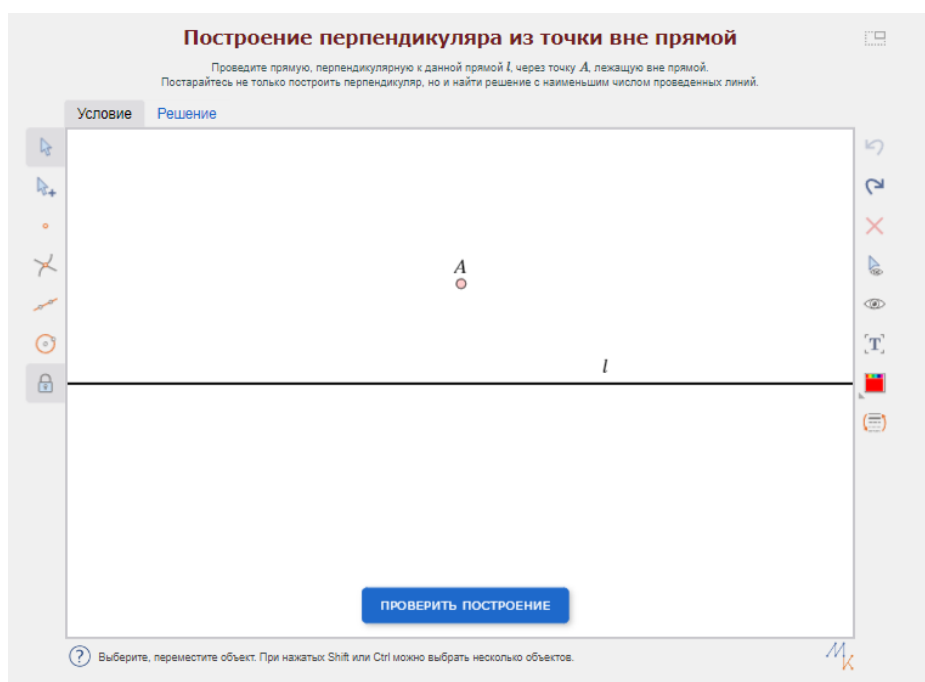 Построение перпендикуляра из точки вне прямой
Проведите прямую, перпендикулярную к данной прямой l, через точку A, лежащую вне прямой.
Постарайтесь не только построить перпендикуляр, но и найти решение с наименьшим числом проведенных линий.
Условие Решение
A
l
T
ПРОВЕРИТЬ ПОСТРОЕНИЕ
? Выберите, переместите объект. При нажатых Shift или Ctrl можно выбрать несколько объектов.
МК